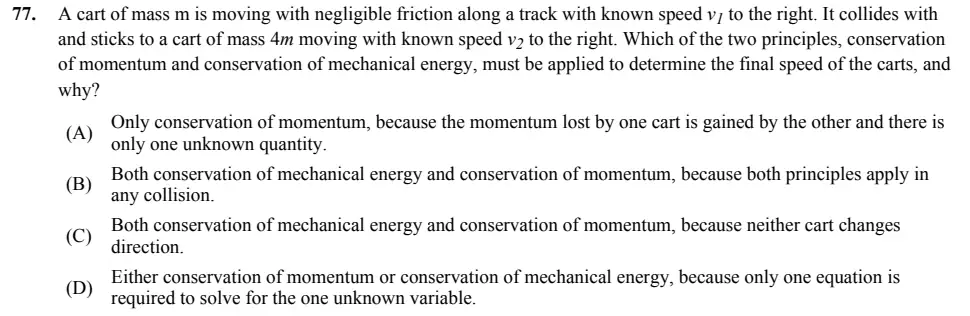 77. A cart of mass m is moving with negligible friction along a track with known speed v1 to the right. It collides with
and sticks to a cart of mass 4m moving with known speed v2 to the right. Which of the two principles, conservation
of momentum and conservation of mechanical energy, must be applied to determine the final speed of the carts, and
why?
(A) Only conservation of momentum, because the momentum lost by one cart is gained by the other and there is
only one unknown quantity.
(B) Both conservation of mechanical energy and conservation of momentum, because both principles apply in
any collision.
(C) Both conservation of mechanical energy and conservation of momentum, because neither cart changes
direction.
(D) Either conservation of momentum or conservation of mechanical energy, because only one equation is
required to solve for the one unknown variable.